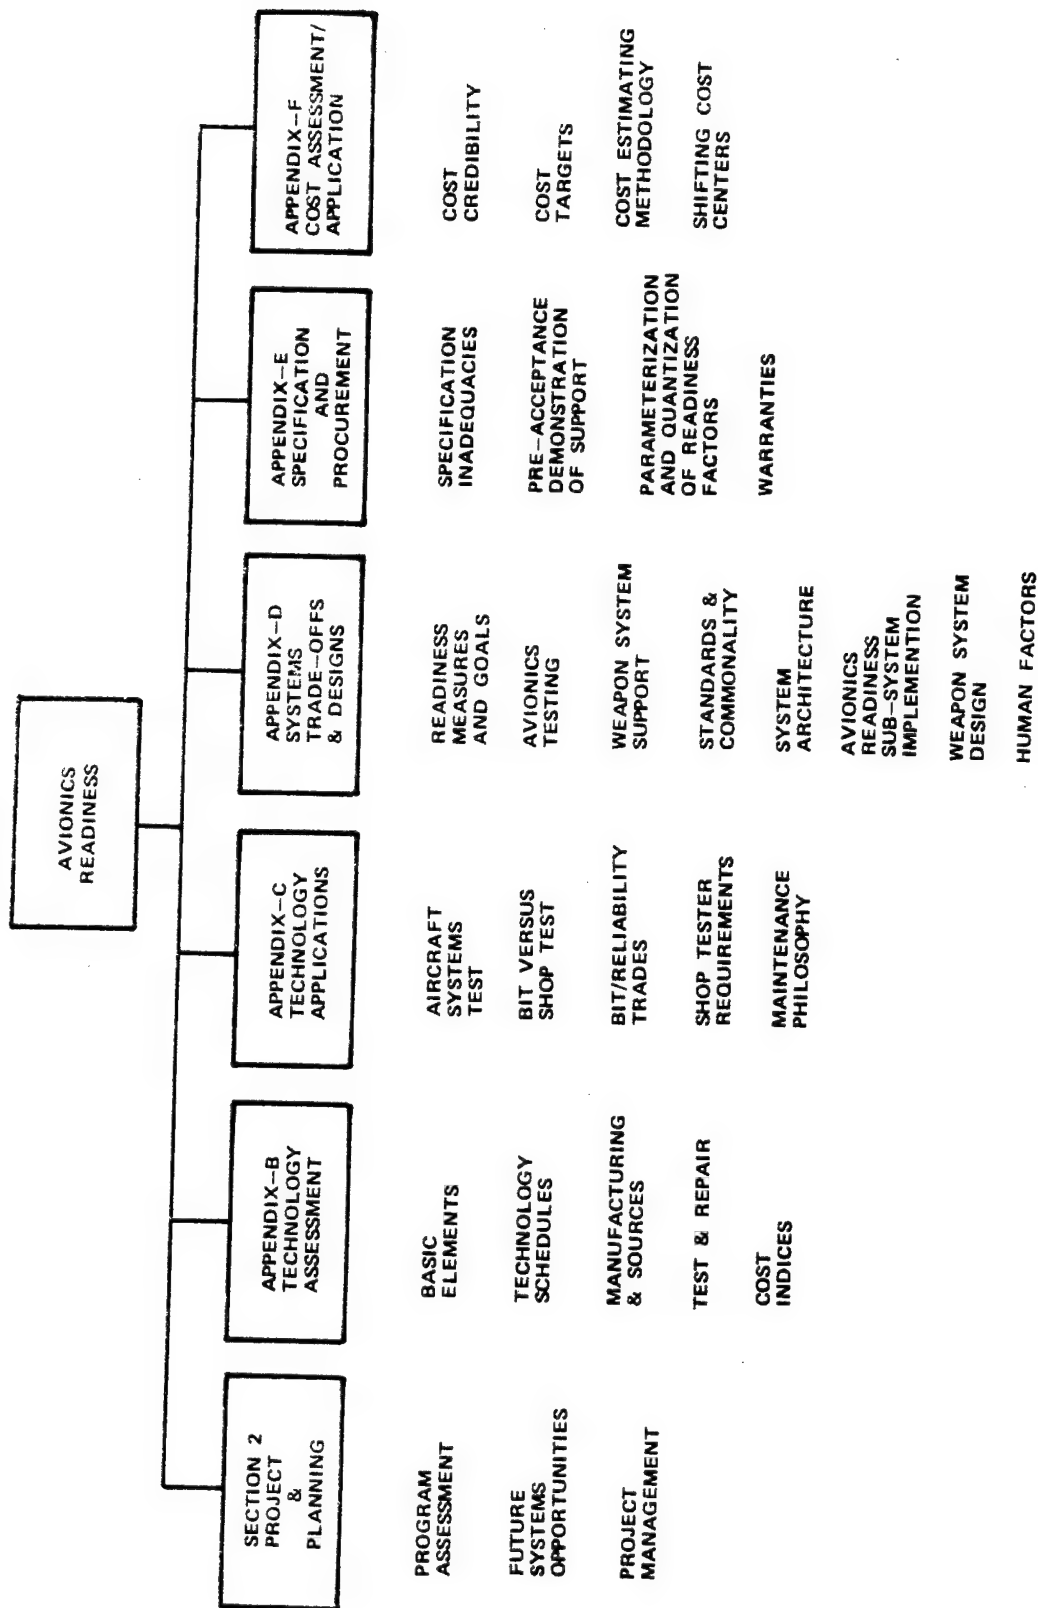 AVIONICS
READINESS
SECTION 2
PROJECT
&
PLANNING
PROGRAM
ASSESSMENT
FUTURE
SYSTEMS
OPPORTUNITIES
PROJECT
MANAGEMENT
APPENDIX-B
TECHNOLOGY
ASSESSMENT
BASIC
ELEMENTS
TECHNOLOGY
SCHEDULES
MANUFACTURING
& SOURCES
TEST & REPAIR
COST
INDICES
APPENDIX-C
TECHNOLOGY
APPLICATIONS
AIRCRAFT
SYSTEMS
TEST
BIT VERSUS
SHOP TEST
BIT/RELIABILITY
TRADES
SHOP TESTER
REQUIREMENTS
MAINTENANCE
PHILOSOPHY
APPENDIX-D
SYSTEMS
TRADE-OFFS
& DESIGNS
READINESS
MEASURES
AND GOALS
AVIONICS
TESTING
WEAPON SYSTEM
SUPPORT
STANDARDS &
COMMONALITY
SYSTEM
ARCHITECTURE
AVIONICS
READINESS
SUB-SYSTEM
IMPLEMENTION
WEAPON SYSTEM
DESIGN
HUMAN FACTORS
APPENDIX-E
SPECIFICATION
AND
PROCUREMENT
SPECIFICATION
INADEQUACIES
PRE-ACCEPTANCE
DEMONSTRATION
OF SUPPORT
PARAMETERIZATION
AND QUANTIZATION
OF READINESS
FACTORS
WARRANTIES
APPENDIX-F
COST ASSESSMENT/
APPLICATION
COST
CREDIBILITY
COST
TARGETS
COST ESTIMATING
METHODOLOGY
SHIFTING COST
CENTERS